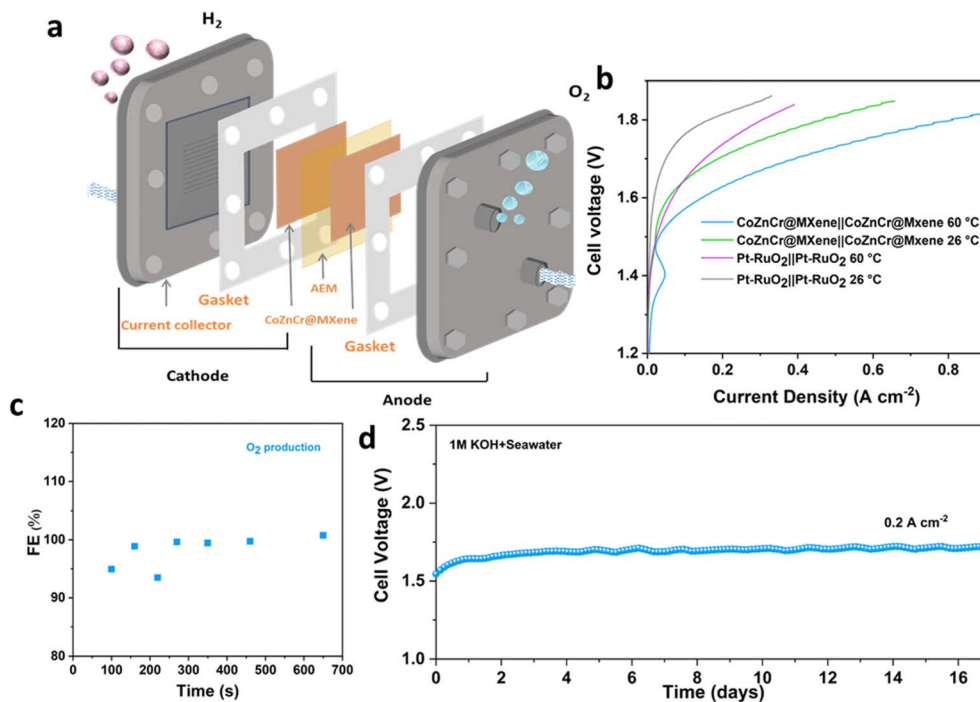 a
H₂
O₂
Gasket
AEM
Current collector
CoZnCr@MXene
Gasket
Cathode
Anode
b
Cell voltage (V)
1.8
1.6
1.4
1.2
CoZnCr@MXene||CoZnCr@Mxene 60 °C
CoZnCr@MXene||CoZnCr@Mxene 26 °C
Pt-RuO₂||Pt-RuO₂ 60 °C
Pt-RuO₂||Pt-RuO₂ 26 °C
0.0 0.2 0.4 0.6 0.8
Current Density (A cm⁻²)
c
FE (%)
120
110
100
90
80
O₂ production
0 100 200 300 400 500 600 700
Time (s)
d
Cell Voltage (V)
2.5
2.0
1.5
1.0
1M KOH+Seawater
0.2 A cm⁻²
0 2 4 6 8 10 12 14 16
Time (days)